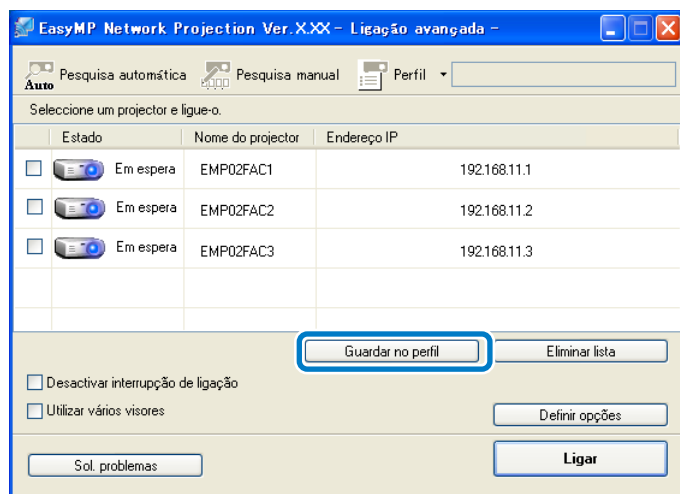 EasyMP Network Projection Ver.X.XX – Ligação avançada –
Auto Pesquisa automática Pesquisa manual Perfil
Seleccione um projector e ligue-o.
Estado Nome do projector Endereço IP
Em espera EMP02FAC1 192.168.11.1
Em espera EMP02FAC2 192.168.11.2
Em espera EMP02FAC3 192.168.11.3
Guardar no perfil Eliminar lista
Desactivar interrupção de ligação
Utilizar vários visores
Definir opções
Sol. problemas Ligar